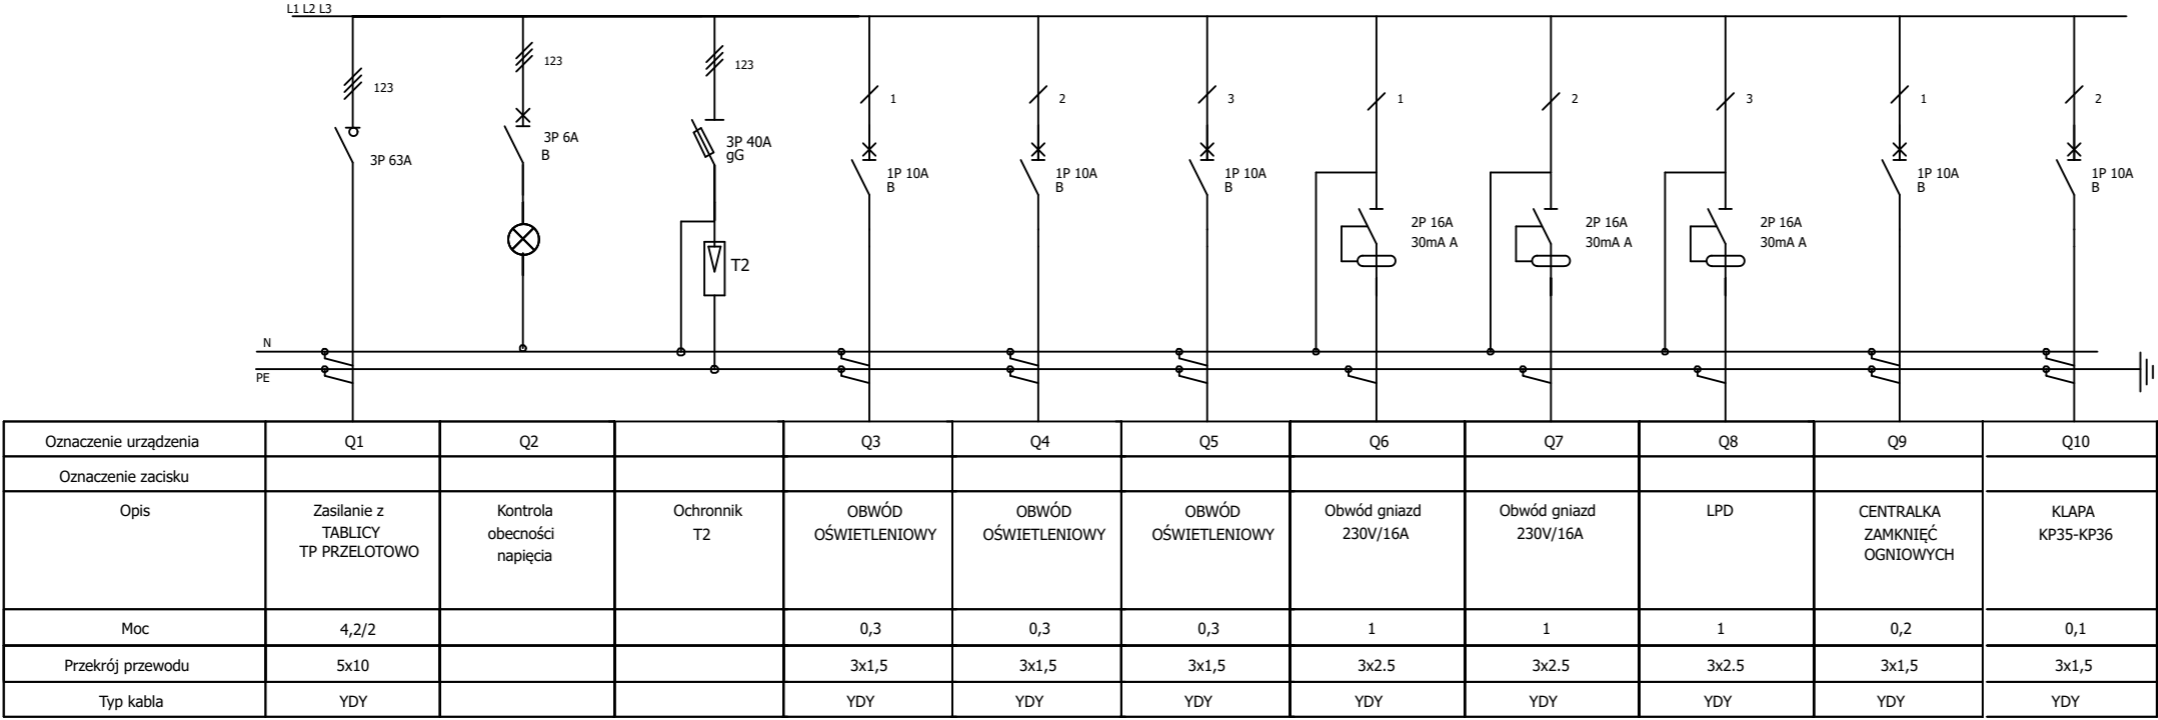 L1 L2 L3
123
123
123
1
2
3
1
2
3
1
2
3P 63A
3P 6A
B
3P 40A
gG
1P 10A
B
1P 10A
B
1P 10A
B
2P 16A
30mA A
2P 16A
30mA A
2P 16A
30mA A
1P 10A
B
1P 10A
B
T2
N
PE
Oznaczenie urządzenia Q1 Q2 Q3 Q4 Q5 Q6 Q7 Q8 Q9 Q10
Oznaczenie zacisku
Opis
Zasilanie z
TABLICY
TP PRZELOTOWO
Kontrola
obecności
napięcia
Ochronnik
T2
OBWÓD
OŚWIETLENIOWY
OBWÓD
OŚWIETLENIOWY
OBWÓD
OŚWIETLENIOWY
Obwód gniazd
230V/16A
Obwód gniazd
230V/16A
LPD
CENTRALKA
ZAMKNIĘĆ
OGNIOWYCH
KLAPA
KP35-KP36
Moc 4,2/2 0,3 0,3 0,3 1 1 1 0,2 0,1
Przekrój przewodu 5x10 3x1,5 3x1,5 3x1,5 3x2.5 3x2.5 3x2.5 3x1,5 3x1,5
Typ kabla YDY YDY YDY YDY YDY YDY YDY YDY YDY